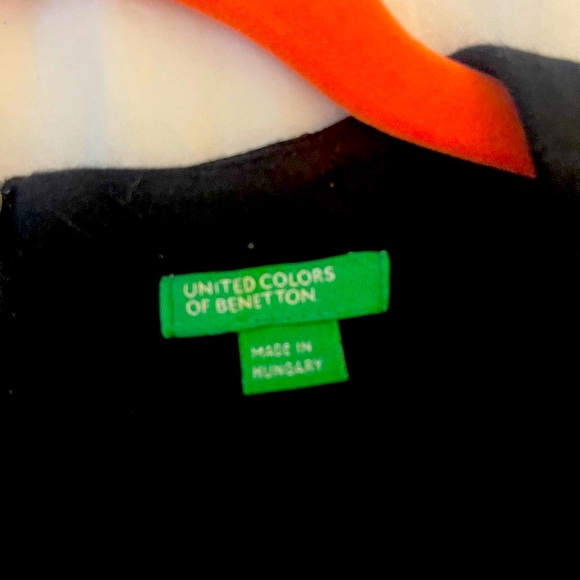 UNITED COLORS
OF BENETTON.
MADE IN
HUNGARY